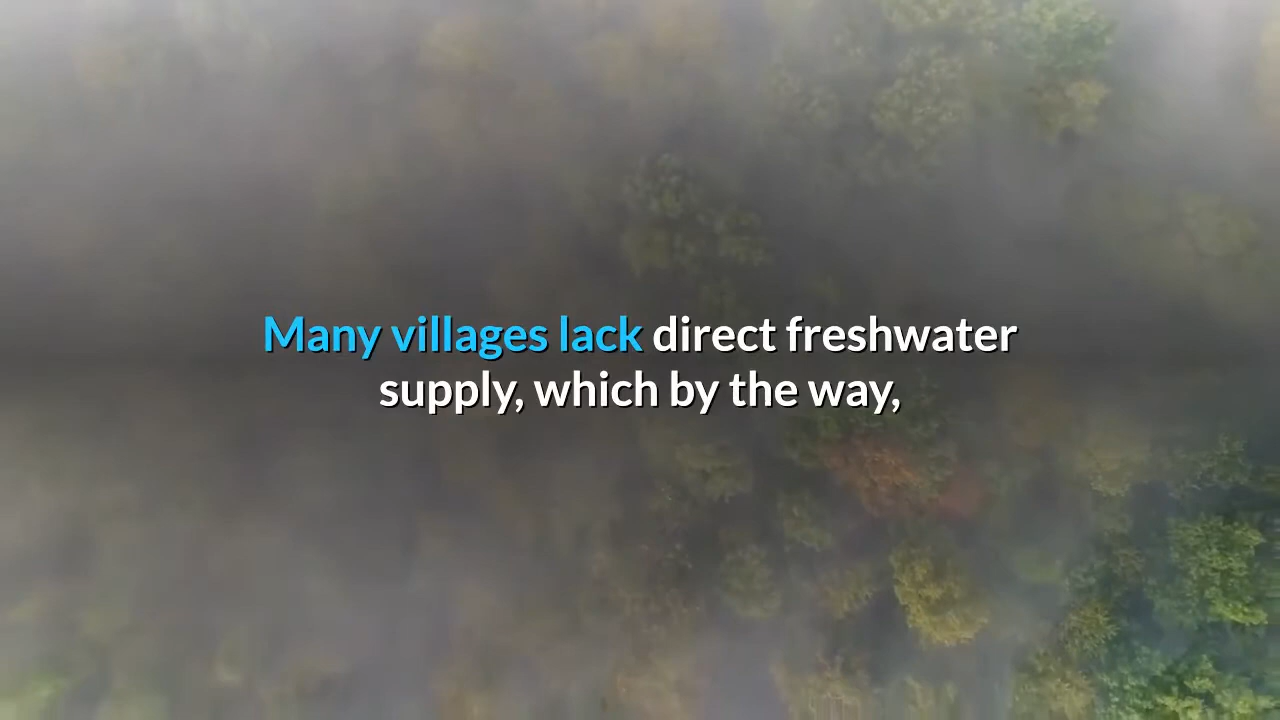 Many villages lack direct freshwater
supply, which by the way,